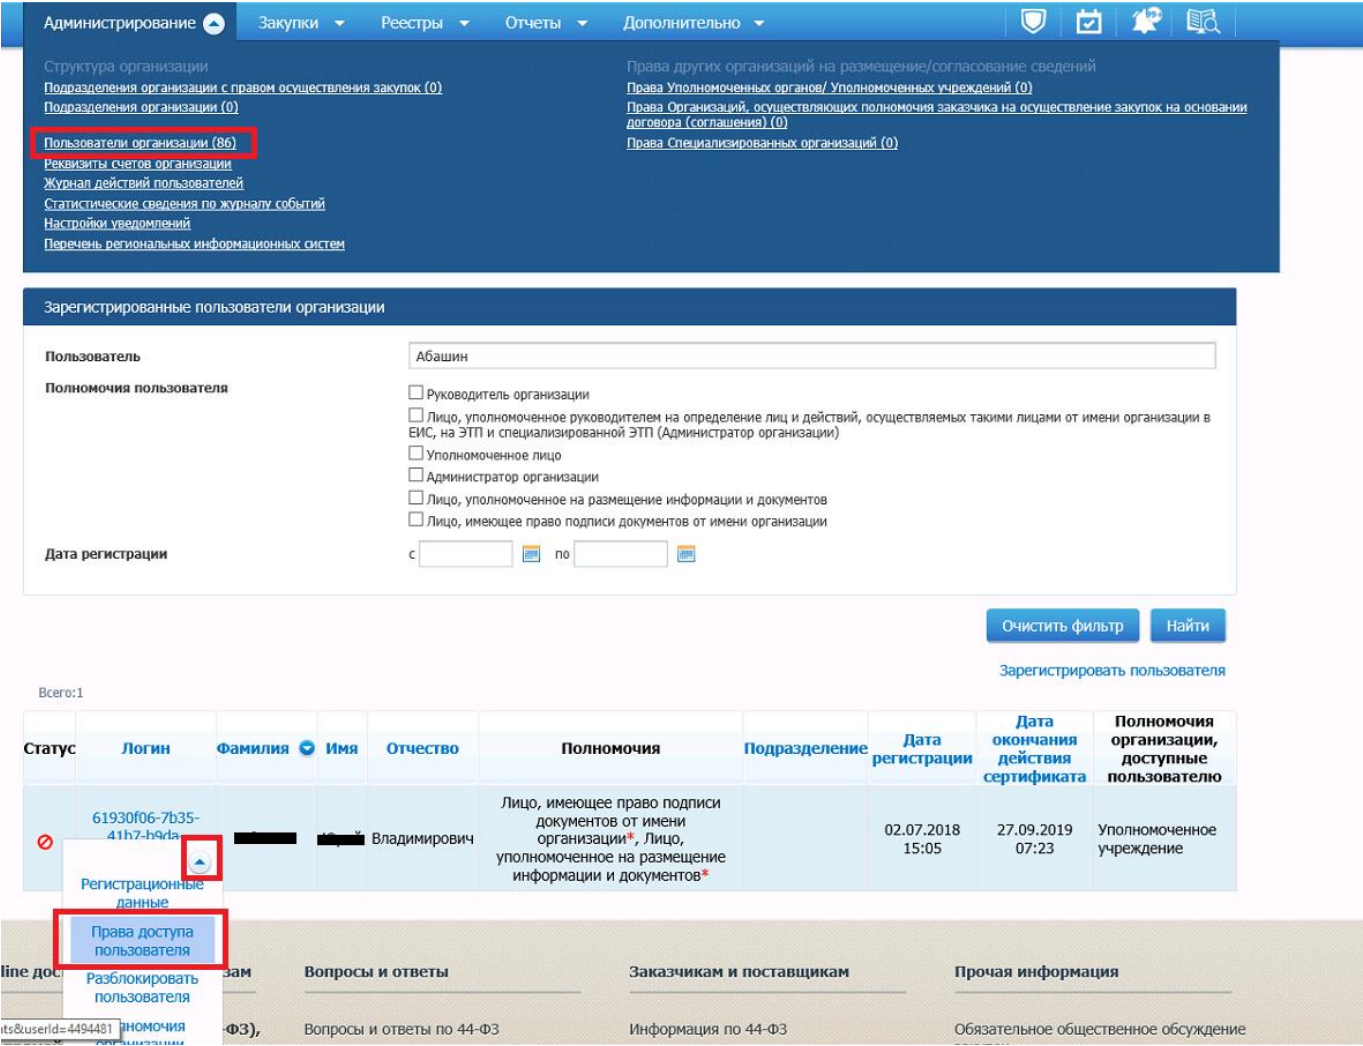 Администрирование Закупки Реестры Отчеты Дополнительно 99+
Структура организации
Подразделения организации с правом осуществления закупок (0)
Подразделения организации (0)
Пользователи организации (86)
Реквизиты счетов организации
Журнал действий пользователей
Статистические сведения по журналу событий
Настройки уведомлений
Перечень региональных информационных систем
Права других организаций на размещение/согласование сведений
Права Уполномоченных органов/ Уполномоченных учреждений (0)
Права Организаций, осуществляющих полномочия заказчика на осуществление закупок на основании
договора (соглашения) (0)
Права Специализированных организаций (0)
Зарегистрированные пользователи организации
Пользователь Абашин
Полномочия пользователя
Руководитель организации
Лицо, уполномоченное руководителем на определение лиц и действий, осуществляемых такими лицами от имени организации в
ЕИС, на ЭТП и специализированной ЭТП (Администратор организации)
Уполномоченное лицо
Администратор организации
Лицо, уполномоченное на размещение информации и документов
Лицо, имеющее право подписи документов от имени организации
Дата регистрации с по
Очистить фильтр Найти
Зарегистрировать пользователя
Всего:1
Статус Логин Фамилия Имя Отчество Полномочия Подразделение
Дата
регистрации
Дата
окончания
действия
сертификата
Полномочия
организации,
доступные
пользователю
61930f06-7b35-
41b7-b9da-
Владимирович
Лицо, имеющее право подписи
документов от имени
организации*, Лицо,
уполномоченное на размещение
информации и документов*
02.07.2018
15:05
27.09.2019
07:23
Уполномоченное
учреждение
Регистрационные
данные
Права доступа
пользователя
Разблокировать
пользователя
line дос зам
Вопросы и ответы Заказчикам и поставщикам Прочая информация
nts&userId=4494481 -ФЗ),
Вопросы и ответы по 44-ФЗ Информация по 44-ФЗ Обязательное общественное обсуждение